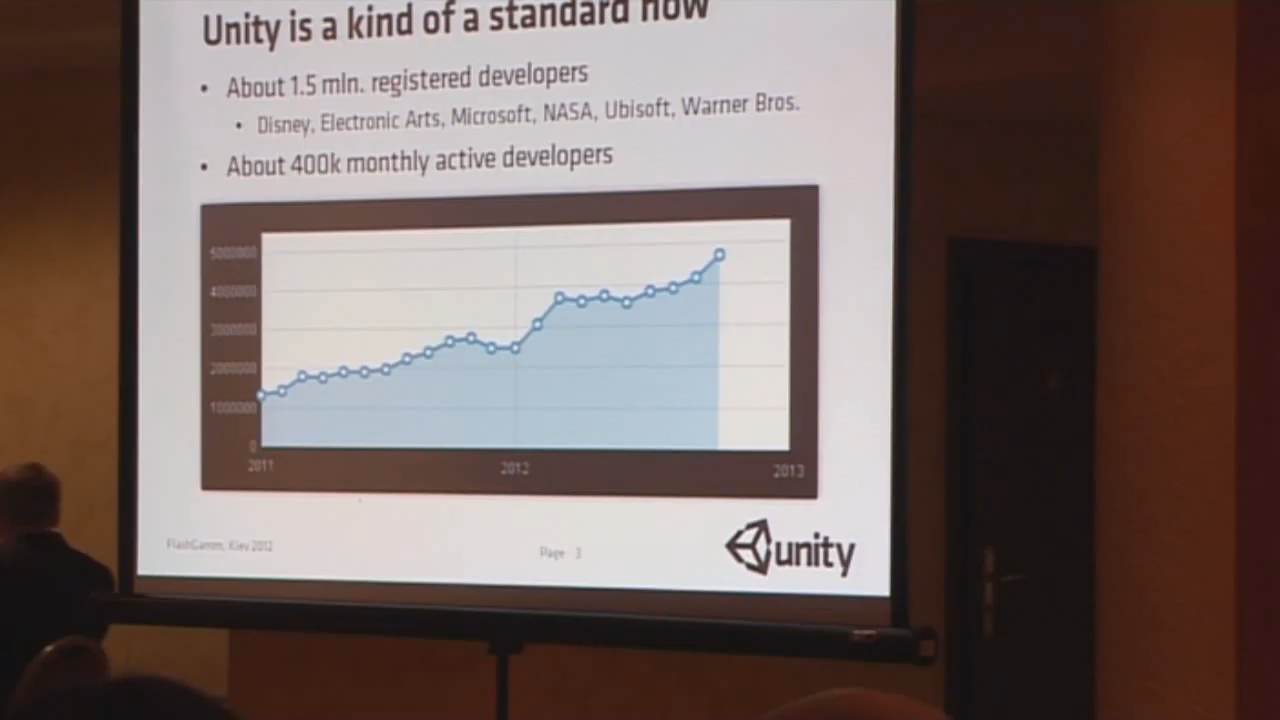 Unity is a kind of a standard now
• About 1.5 mln. registered developers
• Disney, Electronic Arts, Microsoft, NASA, Ubisoft, Warner Bros.
• About 400k monthly active developers
5000000
4000000
3000000
2000000
1000000
0
2011 2012 2013
FlashGamm, Kiev 2012
Page 3
unity